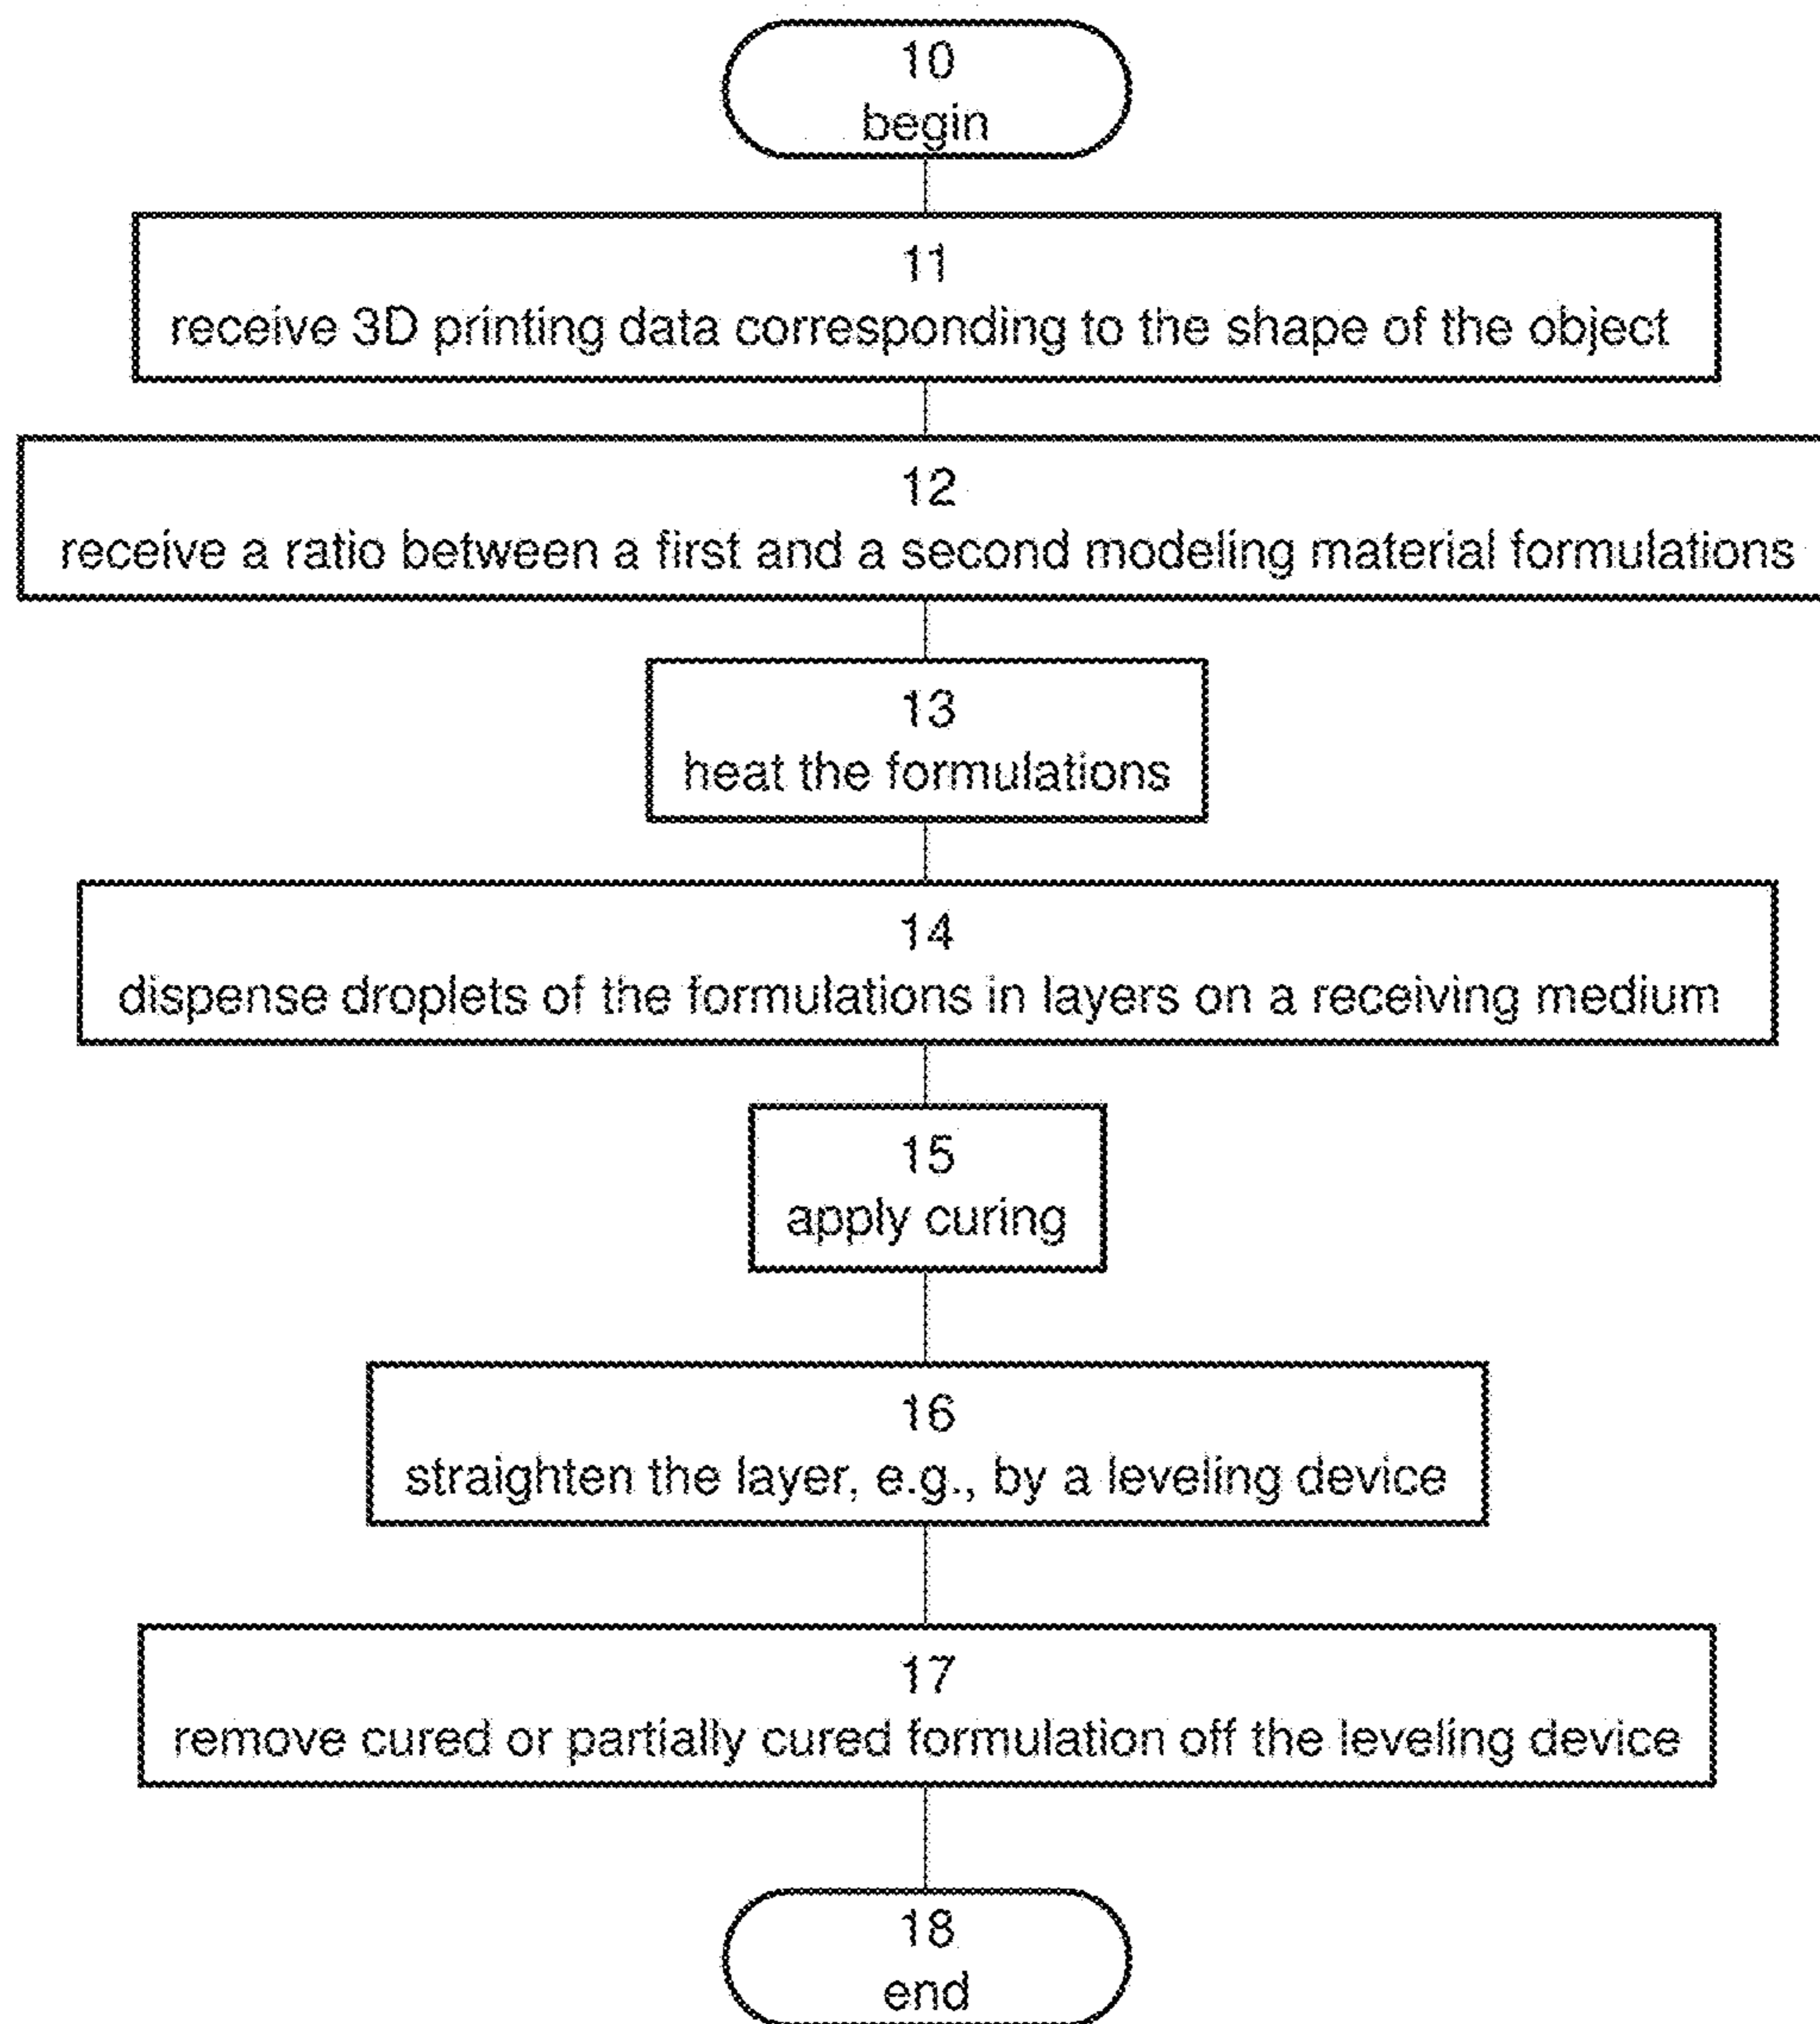 10
begin
11
receive 3D printing data corresponding to the shape of the object
12
receive a ratio between a first and a second modeling material formulations
13
heat the formulations
14
dispense droplets of the formulations in layers on a receiving medium
15
apply curing
16
straighten the layer, e.g., by a leveling device
17
remove cured or partially cured formulation off the leveling device
18
end